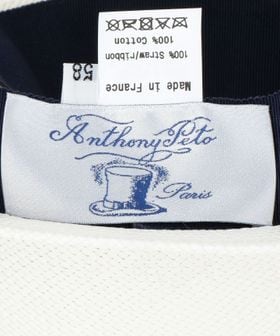 58
100% Cotton
100% Straw/ribbon
Made in France
Anthony Peto
Paris